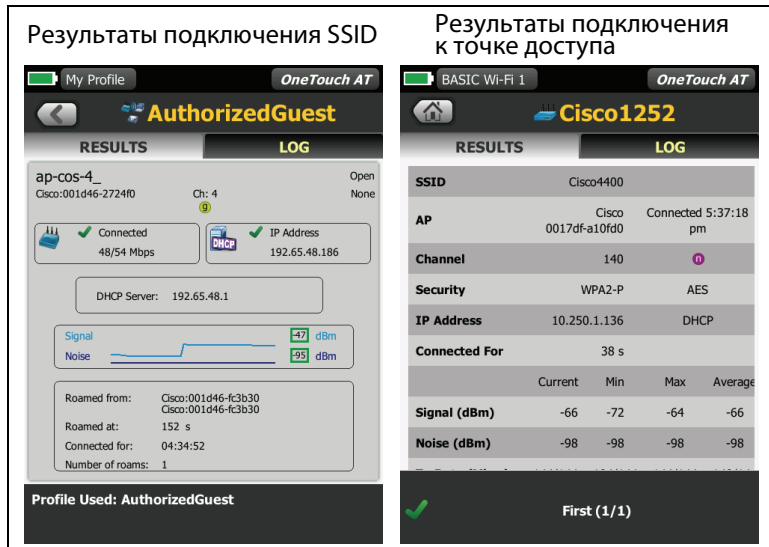 Результаты подключения SSID
My Profile
OneTouch AT
AuthorizedGuest
RESULTS
LOG
ap-cos-4_
Open
Cisco:001d46-2724f0
Ch: 4
None
g
Connected
48/54 Mbps
DHCP
IP Address
192.65.48.186
DHCP Server: 192.65.48.1
Signal
-47 dBm
Noise
-95 dBm
Roamed from: Cisco:001d46-fc3b30
Cisco:001d46-fc3b30
Roamed at: 152 s
Connected for: 04:34:52
Number of roams: 1
Profile Used: AuthorizedGuest
Результаты подключения
к точке доступа
BASIC Wi-Fi 1
OneTouch AT
Cisco1252
RESULTS
LOG
SSID Cisco4400
AP Cisco 0017df-a10fd0 Connected 5:37:18 pm
Channel 140 n
Security WPA2-P AES
IP Address 10.250.1.136 DHCP
Connected For 38 s
Current Min Max Average
Signal (dBm) -66 -72 -64 -66
Noise (dBm) -98 -98 -98 -98
First (1/1)